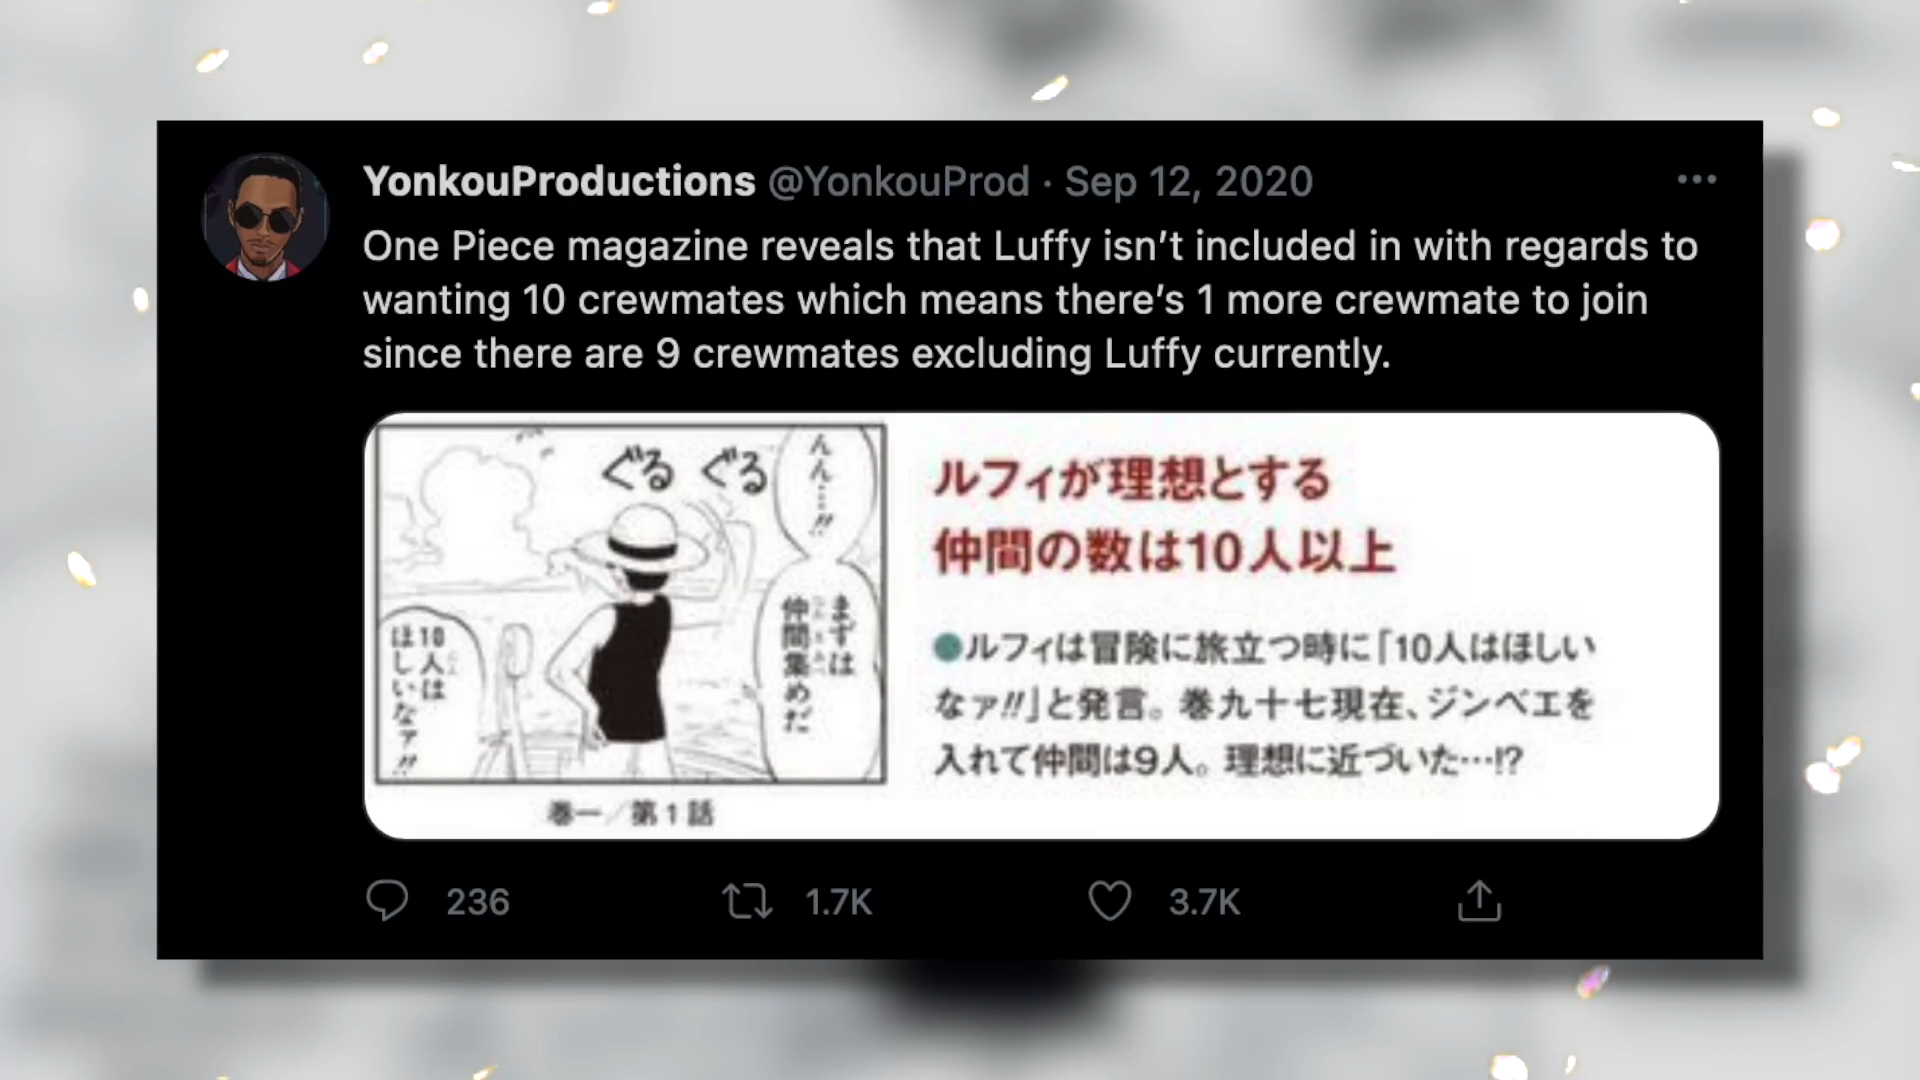 YonkouProductions @YonkouProd · Sep 12, 2020
One Piece magazine reveals that Luffy isn’t included in with regards to
wanting 10 crewmates which means there’s 1 more crewmate to join
since there are 9 crewmates excluding Luffy currently.
んん…!!
ぐる ぐる
まずは
仲間集めだ
10人は
ほしいなァ!!
巻一/第1話
ルフィが理想とする
仲間の数は10人以上
●ルフィは冒険に旅立つ時に「10人はほしい
なァ!!」と発言。巻九十七現在、ジンベエを
入れて仲間は9人。理想に近づいた…!?
236 1.7K 3.7K